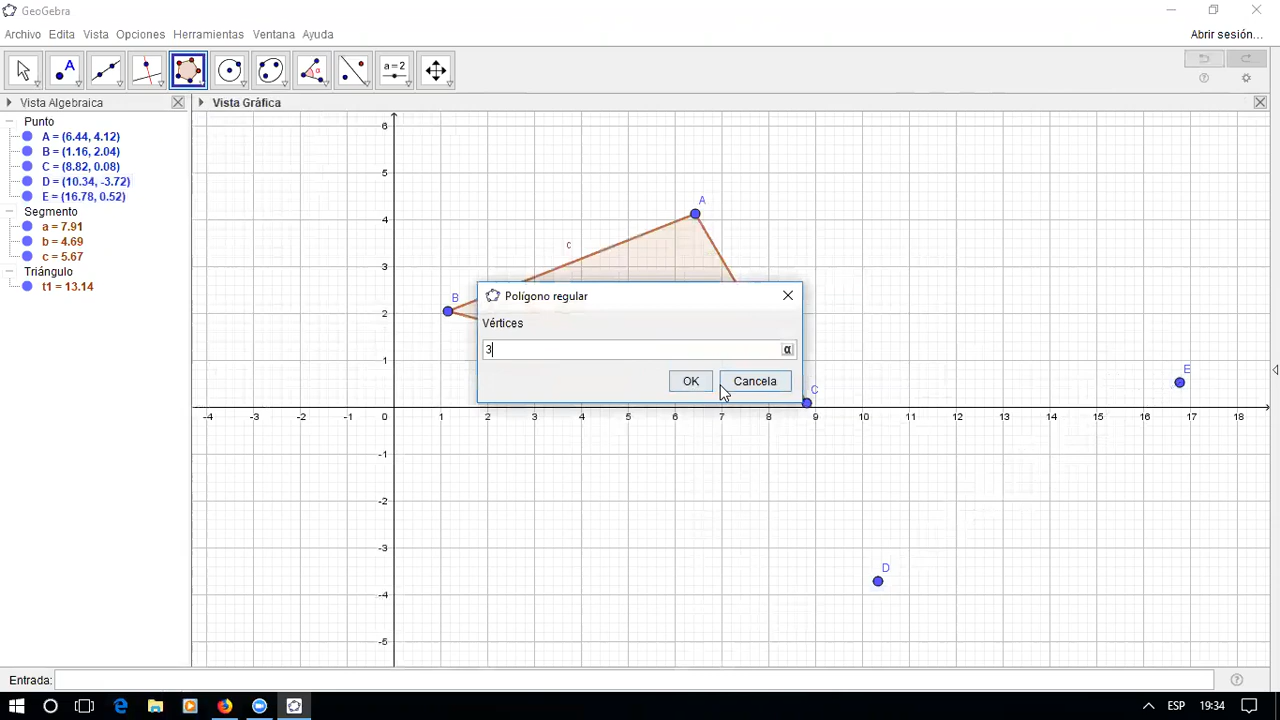 GeoGebra
Archivo Edita Vista Opciones Herramientas Ventana Ayuda
Abrir sesión...
A
a=2
Vista Algebraica
Vista Gráfica
Punto
A = (6.44, 4.12)
B = (1.16, 2.04)
C = (8.82, 0.08)
D = (10.34, -3.72)
E = (16.78, 0.52)
Segmento
a = 7.91
b = 4.69
c = 5.67
Triángulo
t1 = 13.14
6
5
4
3
2
1
-1
-2
-3
-4
-5
-4 -3 -2 -1 0 1 2 3 4 5 6 7 8 9 10 11 12 13 14 15 16 17 18
A
c
B
C
E
D
Polígono regular
Vértices
3
α
OK Cancela
Entrada:
ESP 19:34